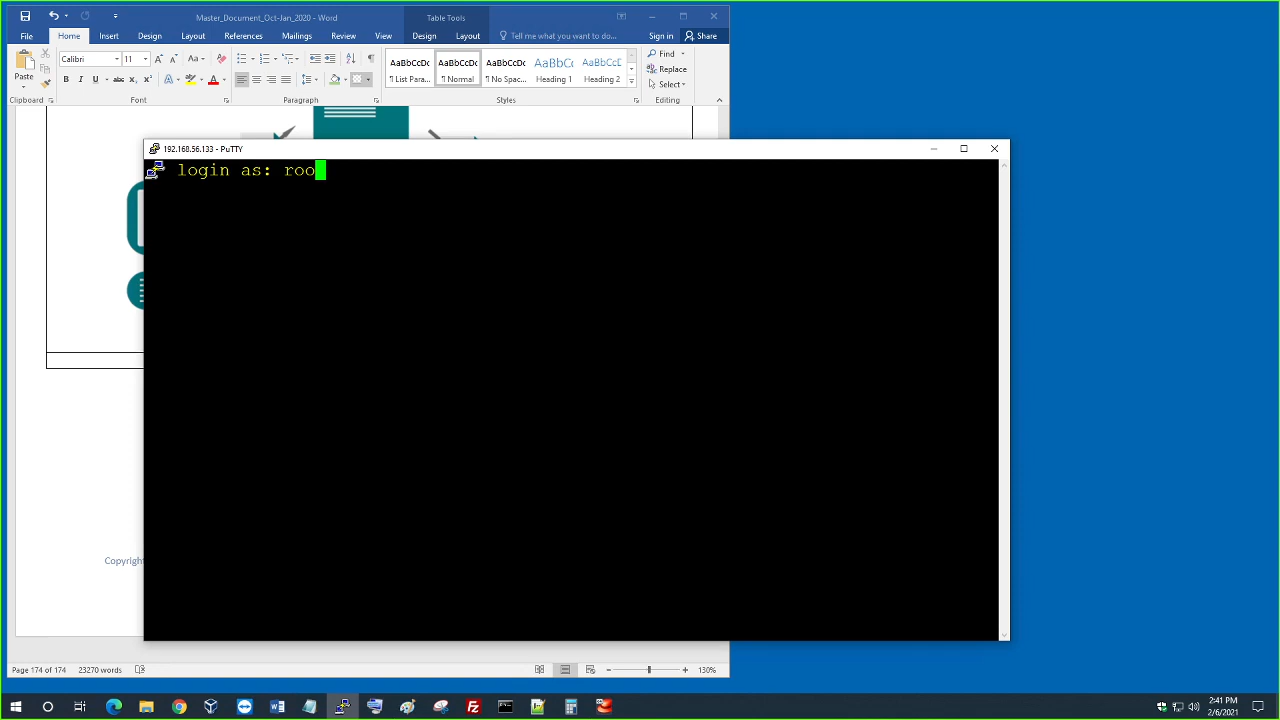 Master_Document_Oct-Jan_2020 - Word
Table Tools
File Home Insert Design Layout References Mailings Review View Design Layout Tell me what you want to do... Sign in Share
Paste
Calibri 11
Clipboard Font Paragraph Styles Editing
AaBbCcDc ¶ List Para...
AaBbCcDc ¶ Normal
AaBbCcDc ¶ No Spac...
AaBbCc Heading 1
AaBbCcE Heading 2
Find
Replace
Select
192.168.56.133 - PuTTY
login as: roo
Copyright
Page 174 of 174 23270 words 130%
2:41 PM
2/6/2021